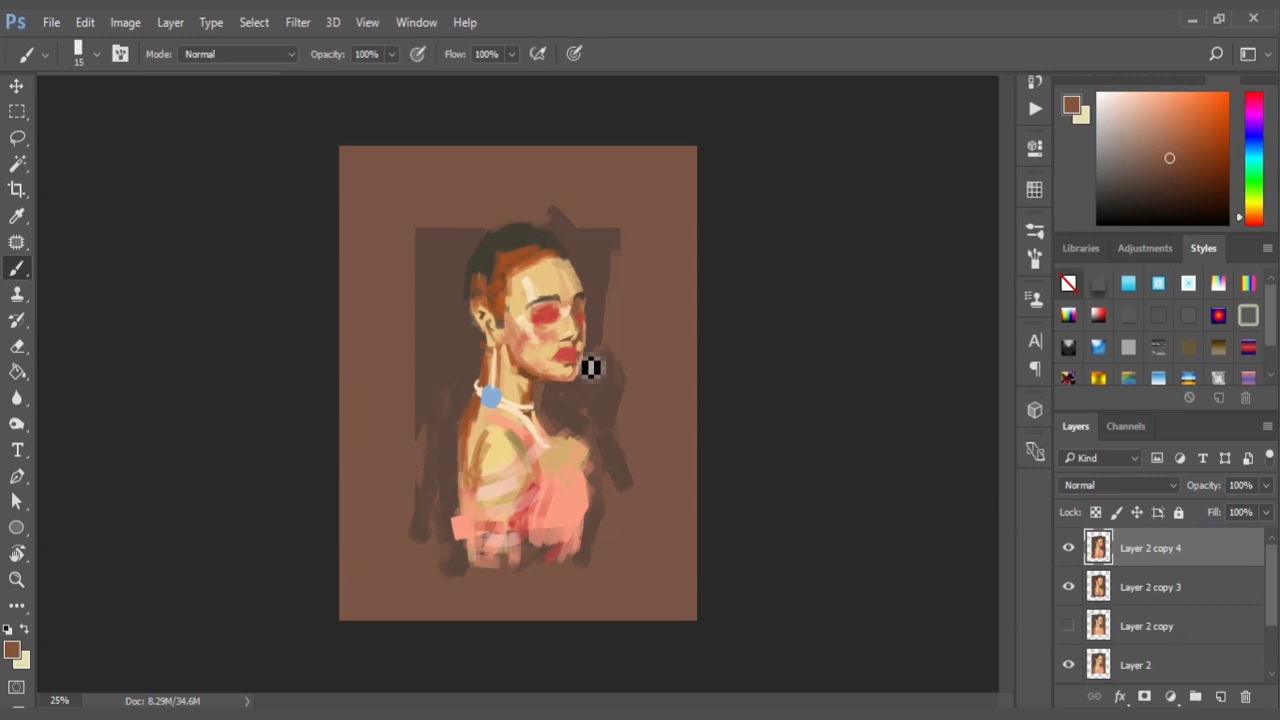 Ps File Edit Image Layer Type Select Filter 3D View Window Help
15 Mode: Normal Opacity: 100% Flow: 100%
Libraries Adjustments Styles
Layers Channels
Kind
Normal Opacity: 100%
Lock: Fill: 100%
Layer 2 copy 4
Layer 2 copy 3
Layer 2 copy
Layer 2
fx
25% Doc: 8.29M/34.6M